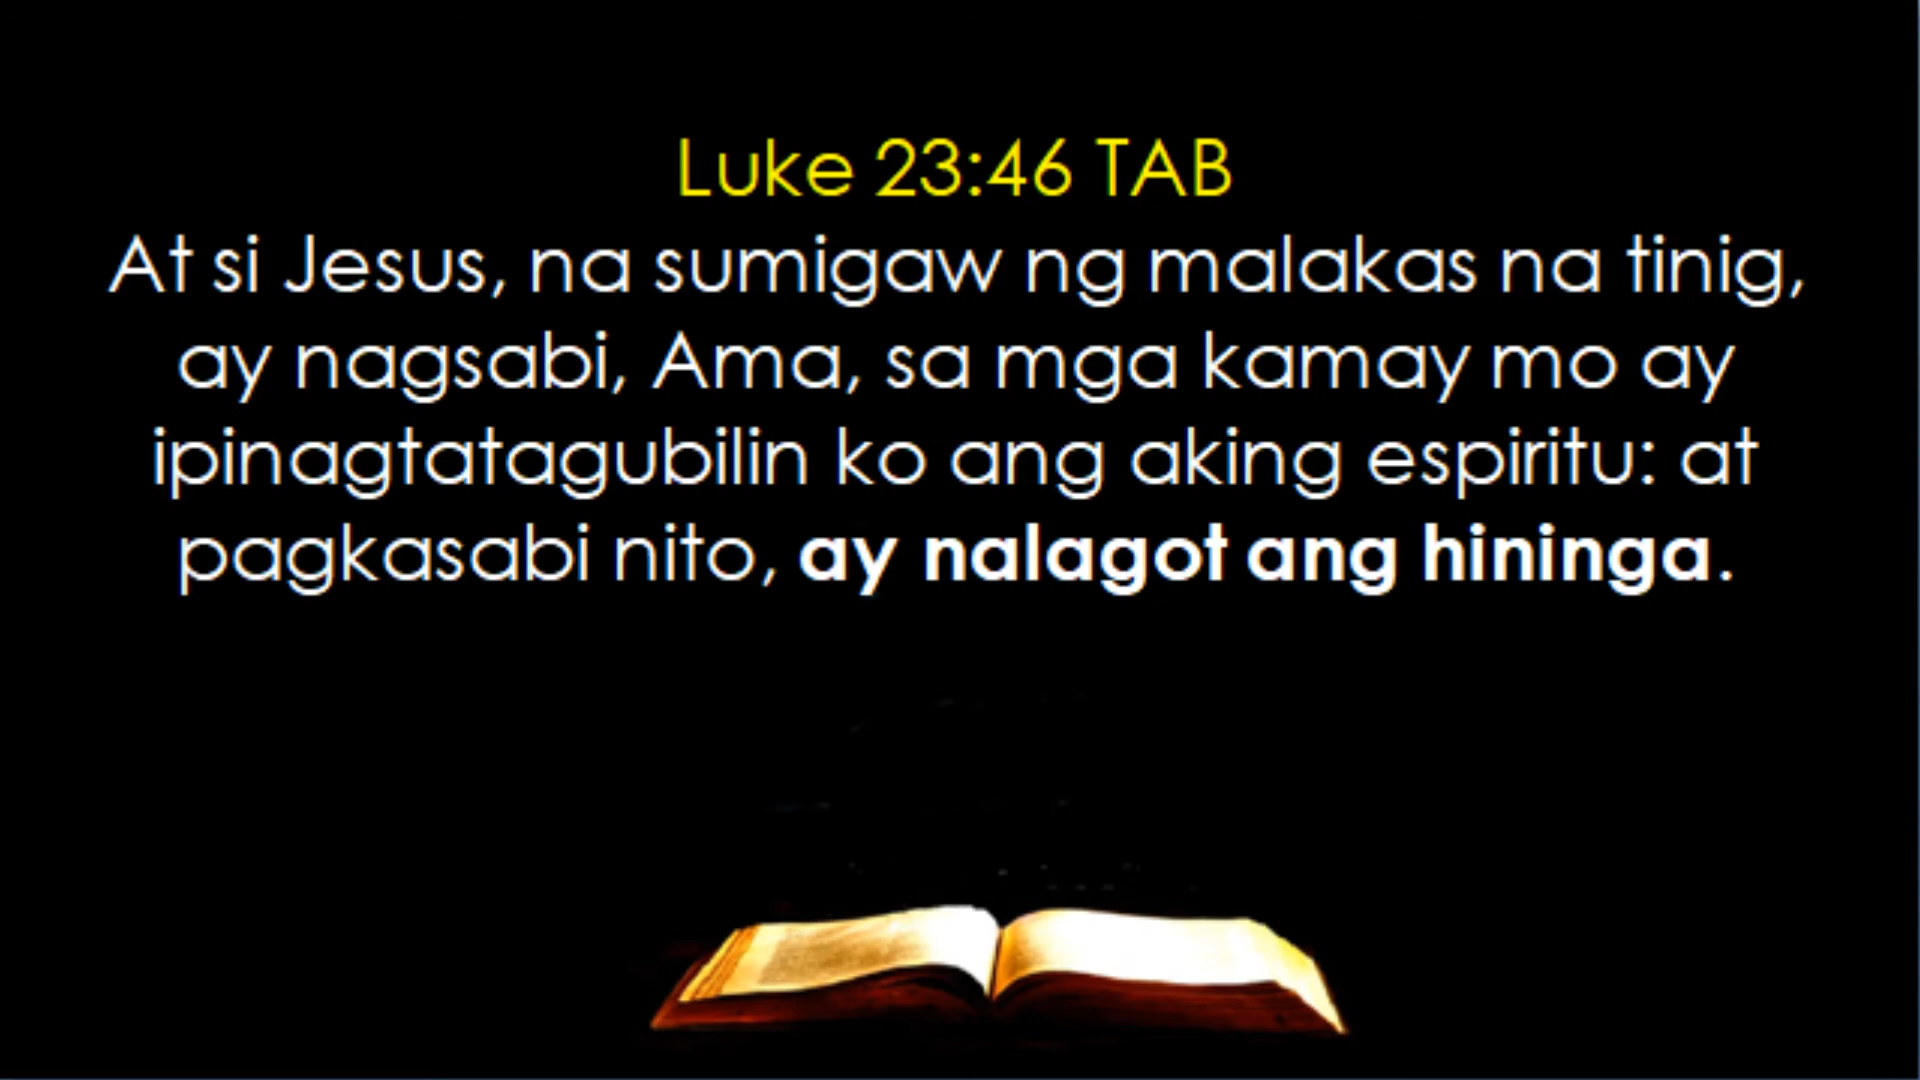 Luke 23:46 TAB
At si Jesus, na sumigaw ng malakas na tinig,
ay nagsabi, Ama, sa mga kamay mo ay
ipinagtatagubilin ko ang aking espiritu: at
pagkasabi nito, ay nalagot ang hininga.